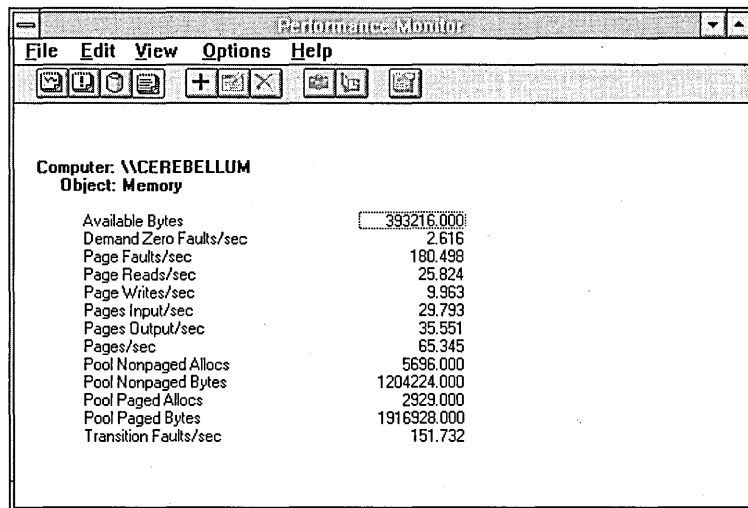 Performance Monitor
File Edit View Options Help
Computer: \\CEREBELLUM
Object: Memory
Available Bytes 393216.000
Demand Zero Faults/sec 2.616
Page Faults/sec 180.498
Page Reads/sec 25.824
Page Writes/sec 9.963
Pages Input/sec 29.793
Pages Output/sec 35.551
Pages/sec 65.345
Pool Nonpaged Allocs 5696.000
Pool Nonpaged Bytes 1204224.000
Pool Paged Allocs 2929.000
Pool Paged Bytes 1916928.000
Transition Faults/sec 151.732